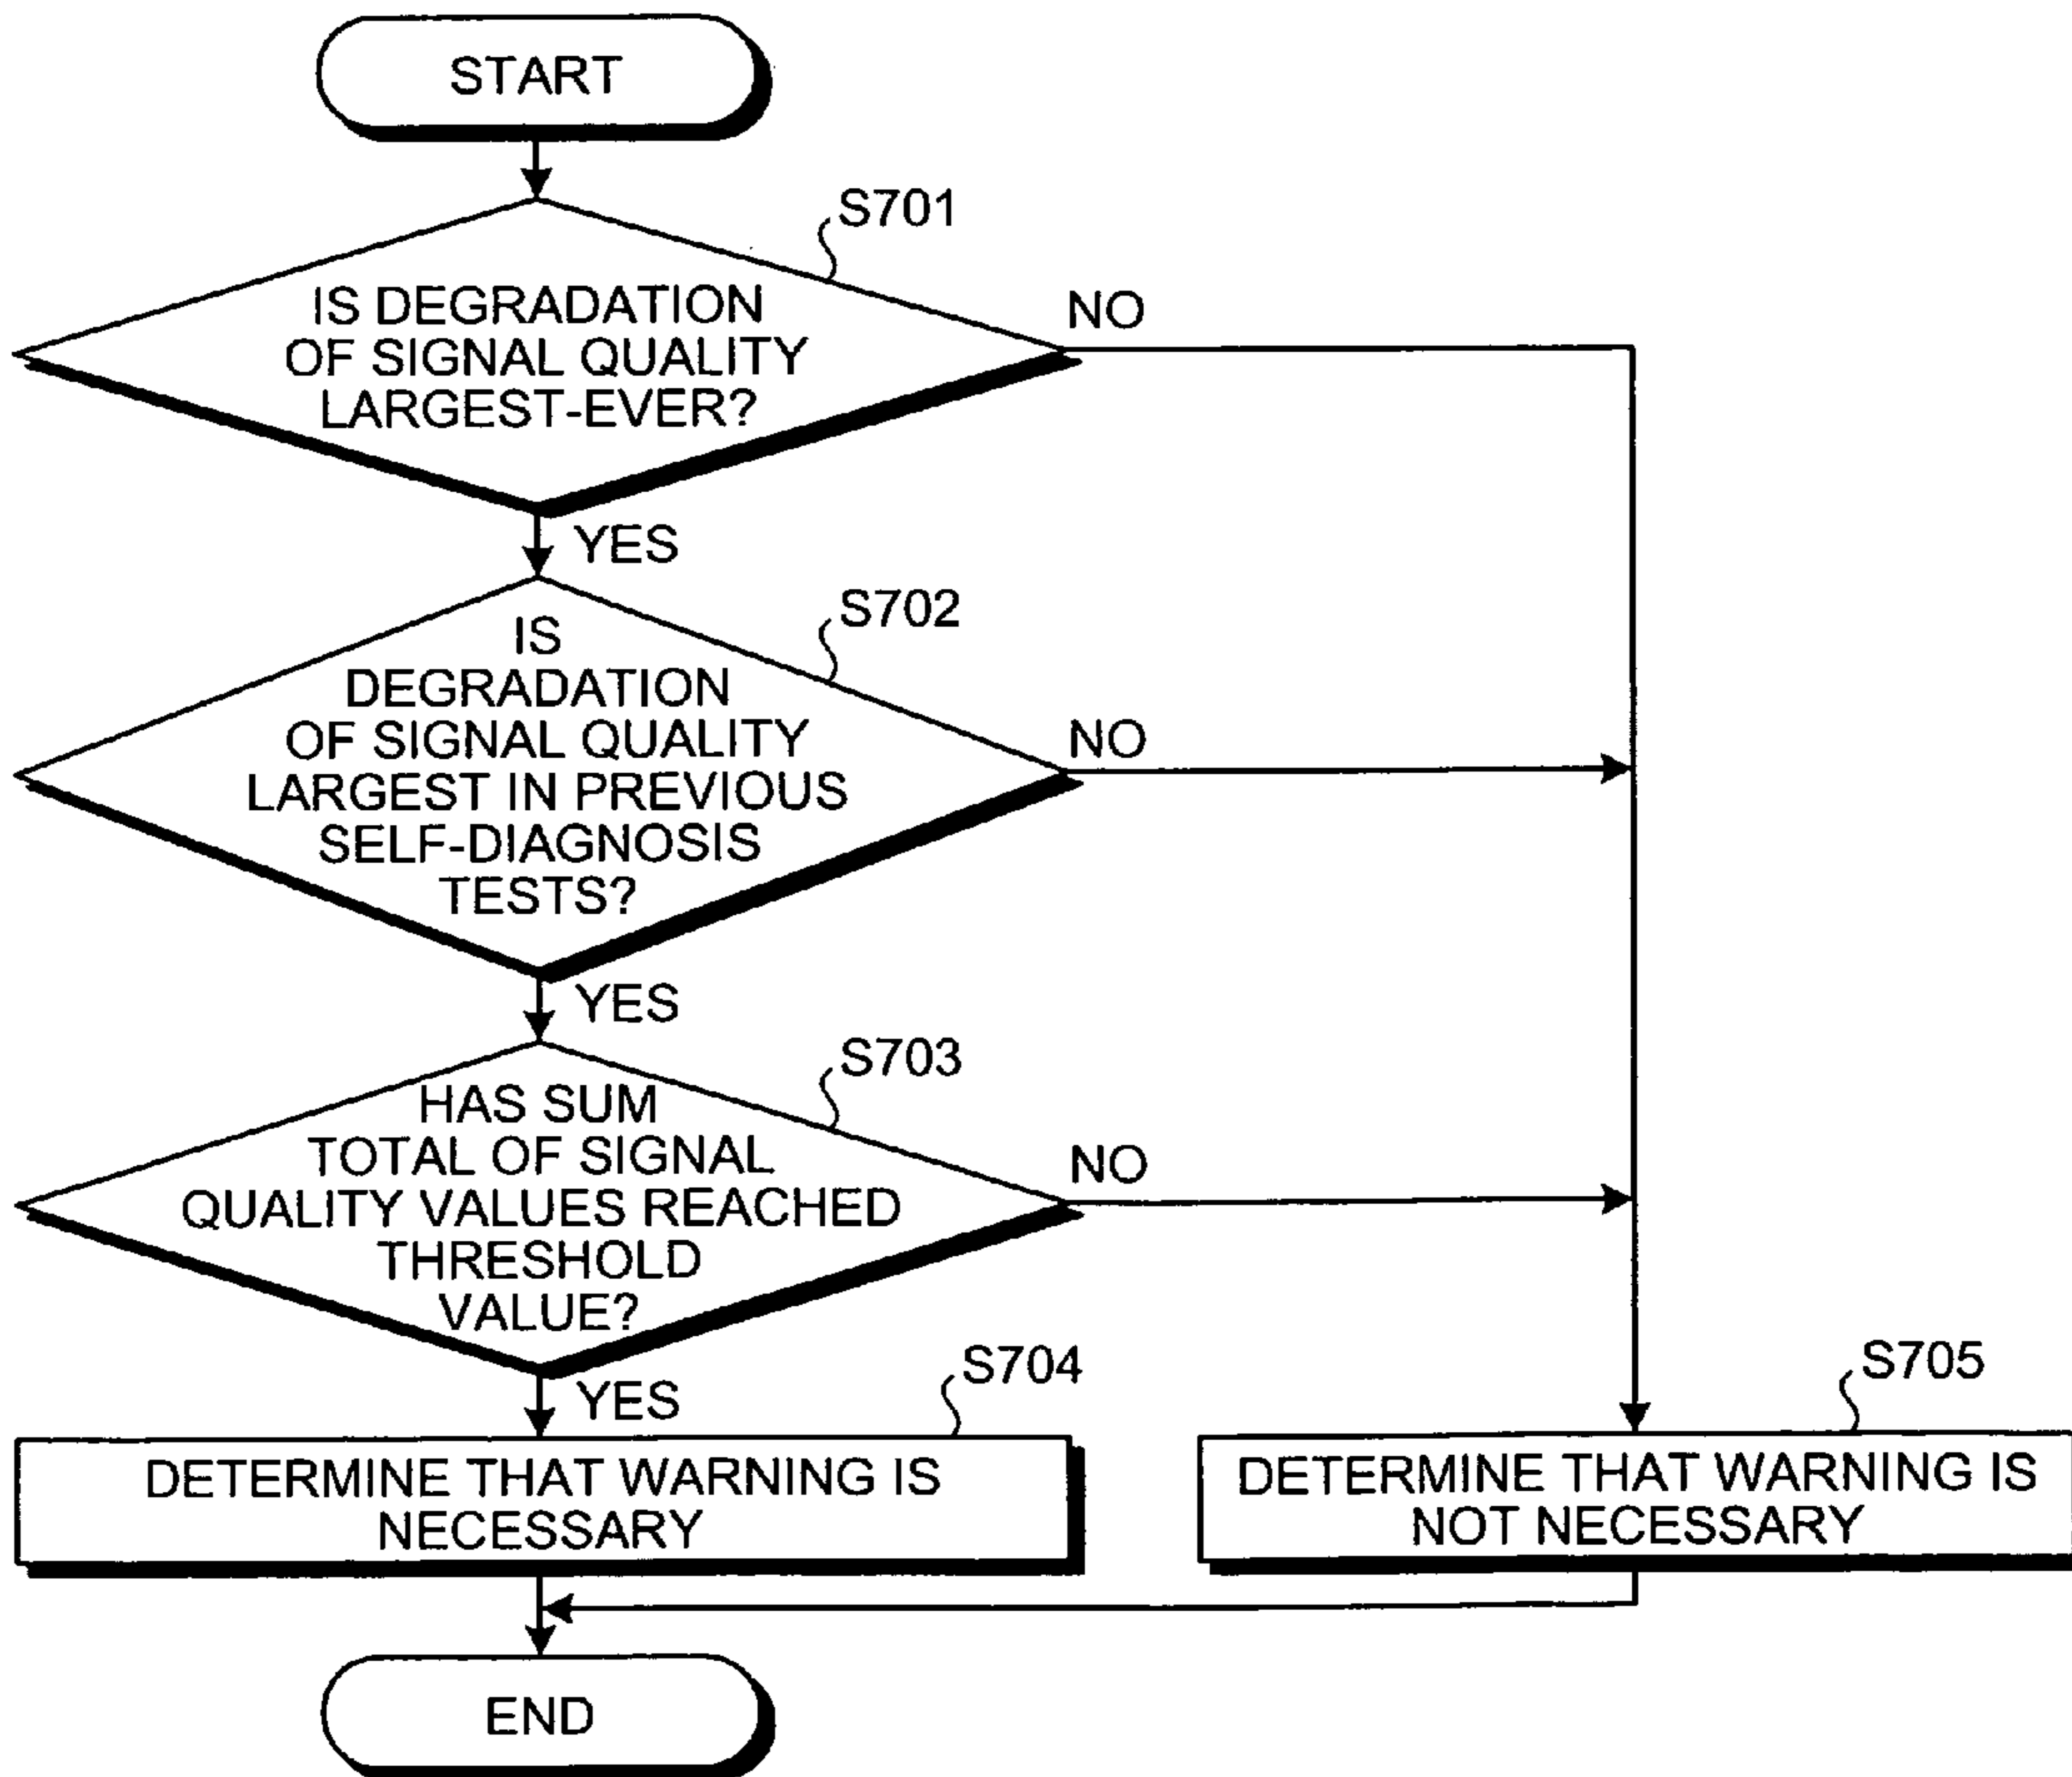 START
S701
IS DEGRADATION
OF SIGNAL QUALITY
LARGEST-EVER?
NO
YES
S702
IS
DEGRADATION
OF SIGNAL QUALITY
LARGEST IN PREVIOUS
SELF-DIAGNOSIS
TESTS?
NO
YES
S703
HAS SUM
TOTAL OF SIGNAL
QUALITY VALUES REACHED
THRESHOLD
VALUE?
NO
YES
S704
DETERMINE THAT WARNING IS
NECESSARY
S705
DETERMINE THAT WARNING IS
NOT NECESSARY
END